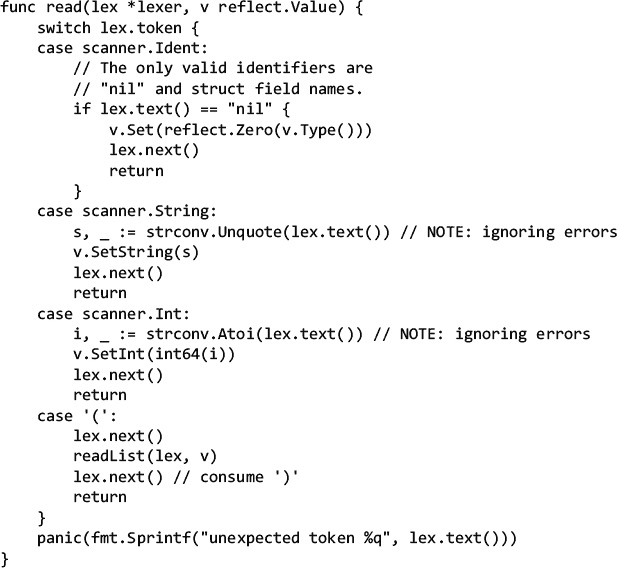 func read(lex *lexer, v reflect.Value) {
    switch lex.token {
    case scanner.Ident:
        // The only valid identifiers are
        // "nil" and struct field names.
        if lex.text() == "nil" {
            v.Set(reflect.Zero(v.Type()))
            lex.next()
            return
        }
    case scanner.String:
        s, _ := strconv.Unquote(lex.text()) // NOTE: ignoring errors
        v.SetString(s)
        lex.next()
        return
    case scanner.Int:
        i, _ := strconv.Atoi(lex.text()) // NOTE: ignoring errors
        v.SetInt(int64(i))
        lex.next()
        return
    case '(':
        lex.next()
        readList(lex, v)
        lex.next() // consume ')'
        return
    }
    panic(fmt.Sprintf("unexpected token %q", lex.text()))
}